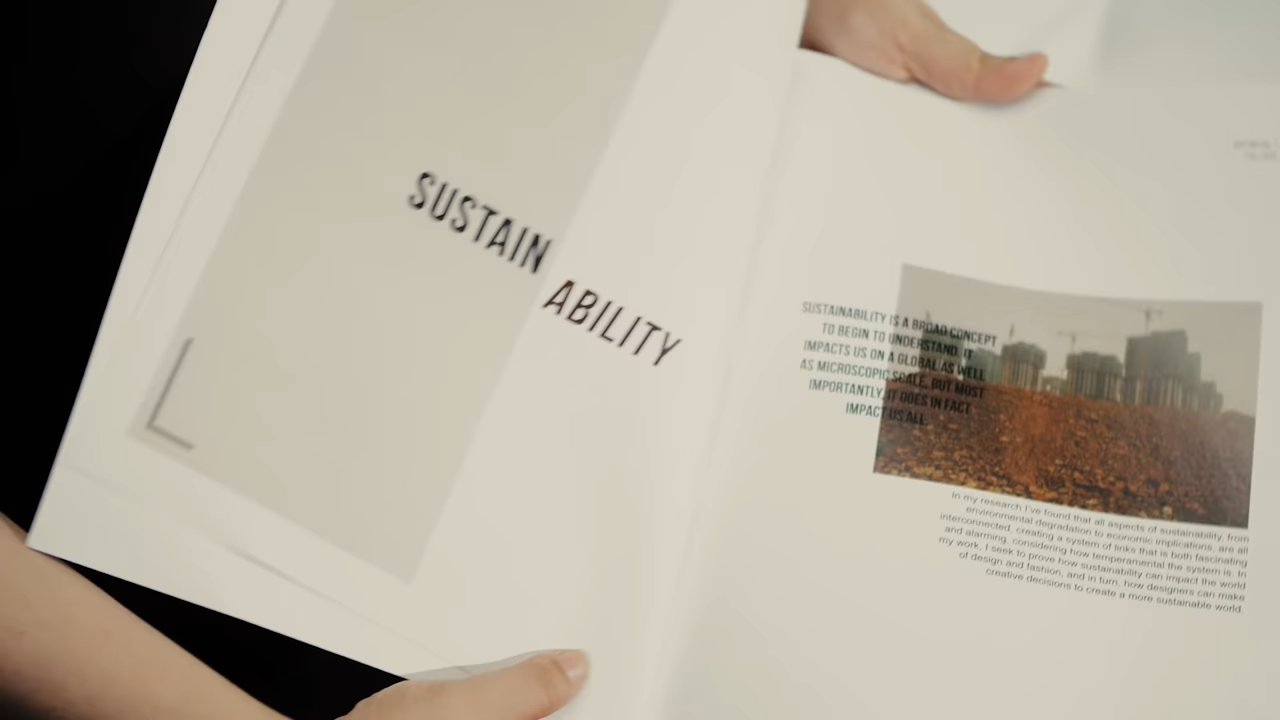 SUSTAIN
ABILITY
SUSTAINABILITY IS A BROAD CONCEPT
TO BEGIN TO UNDERSTAND. IT
IMPACTS US ON A GLOBAL AS WELL
AS MICROSCOPIC SCALE. BUT MOST
IMPORTANTLY, IT DOES IN FACT
IMPACT US ALL.
In my research I've found that all aspects of sustainability, from
environmental degradation to economic implications, are all
interconnected, creating a system of links that is both fascinating
and alarming, considering how temperamental the system is. In
my work, I seek to prove how sustainability can impact the world
of design and fashion, and in turn, how designers can make
creative decisions to create a more sustainable world.